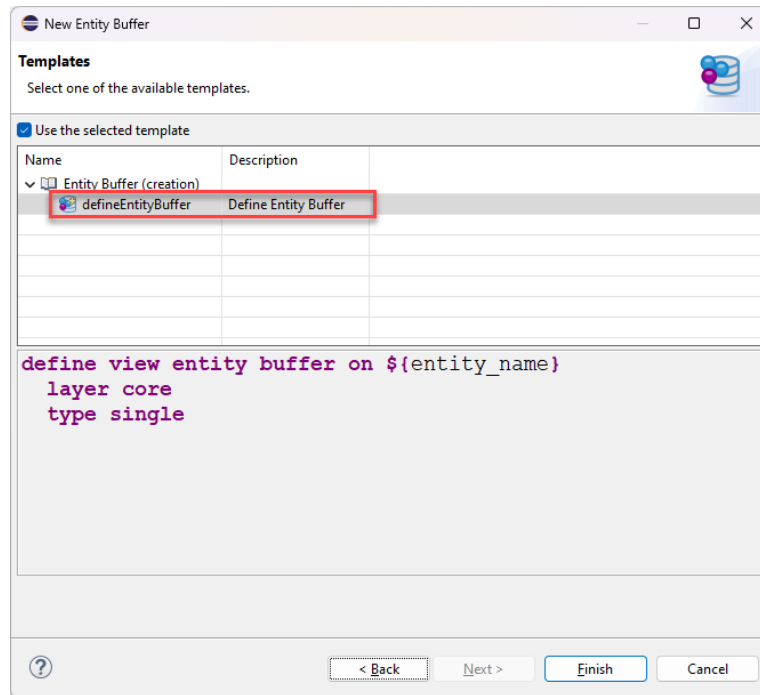 New Entity Buffer
Templates
Select one of the available templates.
Use the selected template
Name Description
Entity Buffer (creation)
defineEntityBuffer Define Entity Buffer
define view entity buffer on ${entity_name}
layer core
type single
?
< Back Next > Finish Cancel